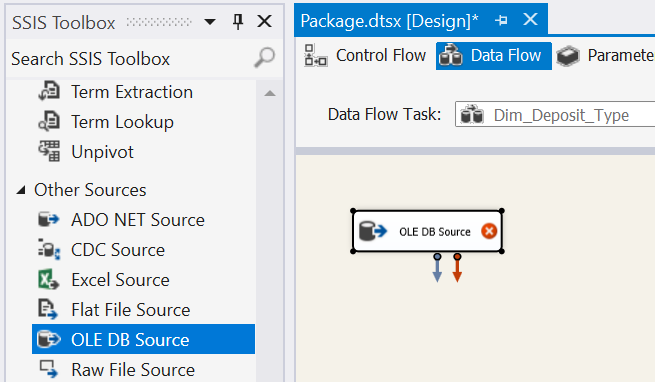 SSIS Toolbox
Search SSIS Toolbox
Term Extraction
Term Lookup
Unpivot
Other Sources
ADO NET Source
CDC Source
Excel Source
Flat File Source
OLE DB Source
Raw File Source
Package.dtsx [Design]*
Control Flow
Data Flow
Paramete
Data Flow Task:
Dim_Deposit_Type
OLE DB Source